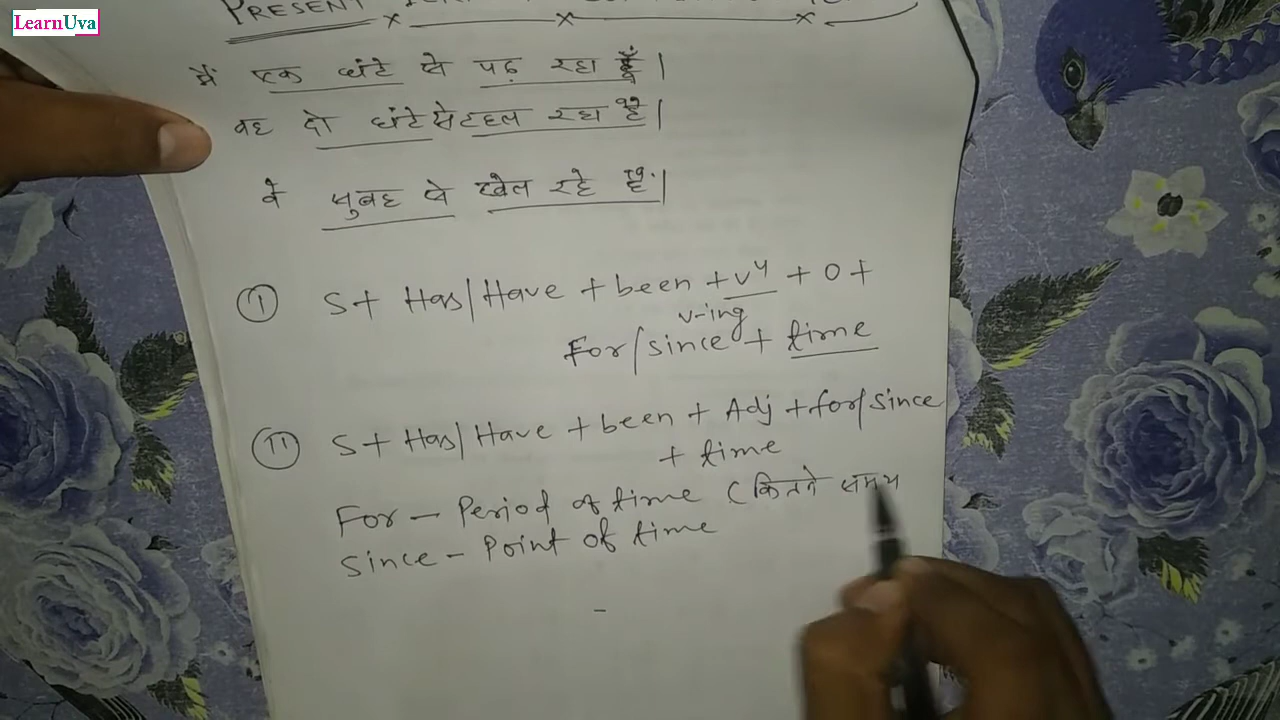 LearnUva
PRESENT
मैं एक घंटे से पढ़ रहा हूँ|
वह दो घंटे से टहल रहा है|
वे सुबह से खेल रहे हैं|
I S+ Has/Have + been + v4 + O +
v-ing
For/since + time
II S+ Has/Have + been + Adj + for/since
+ time
For - Period of time (कितने समय
Since - Point of time